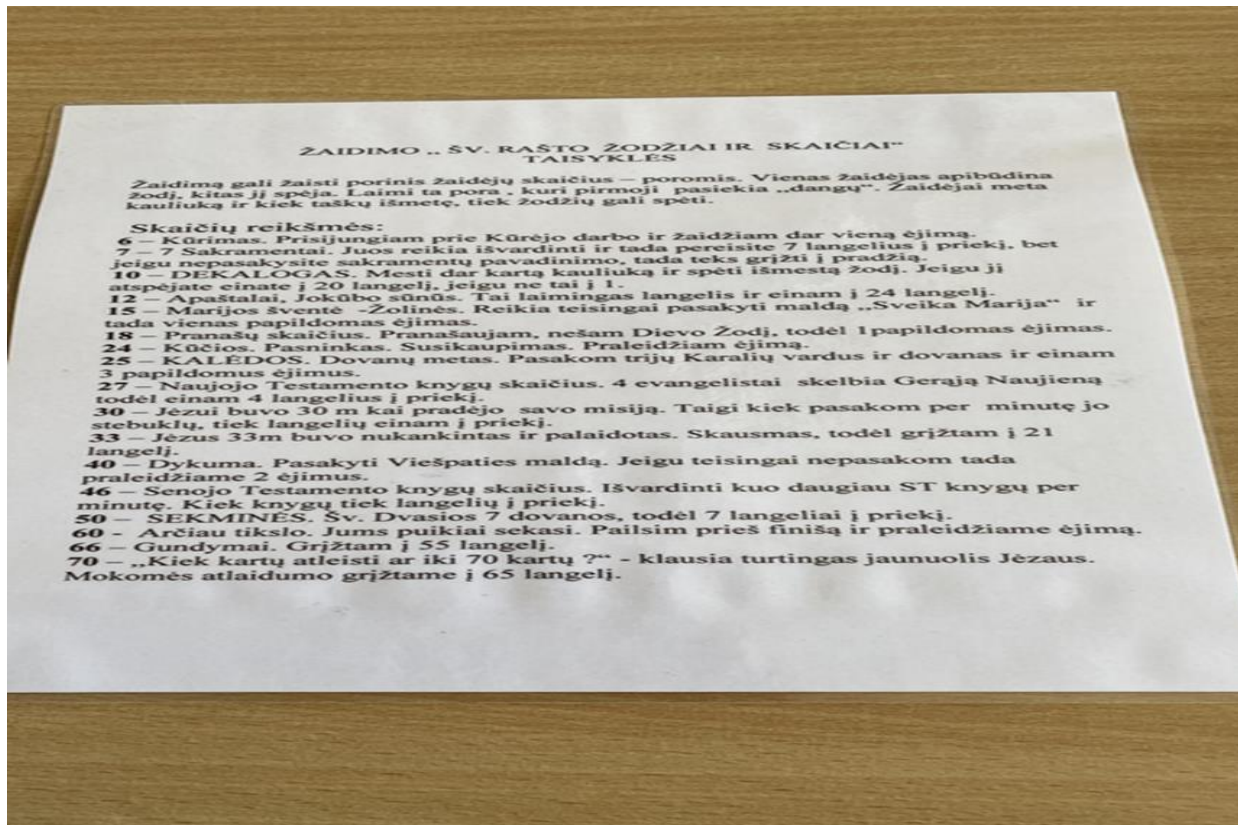 ŽAIDIMO „ ŠV. RAŠTO ŽODŽIAI IR SKAIČIAI“
TAISYKLĖS
Žaidimą gali žaisti porinis žaidėjų skaičius – poromis. Vienas žaidėjas apibūdina
žodį, kitas jį spėja. Laimi ta pora , kuri pirmoji pasiekia „dangų“. Žaidėjai meta
kauliuką ir kiek taškų išmetę, tiek žodžių gali spėti.
Skaičių reikšmės:
6 – Kūrimas. Prisijungiam prie Kūrėjo darbo ir žaidžiam dar vieną ėjimą.
7 – 7 Sakramentai. Juos reikia išvardinti ir tada pereisite 7 langelius į priekį, bet
jeigu nepasakysite sakramentų pavadinimo, tada teks grįžti į pradžią.
10 – DEKALOGAS. Mesti dar kartą kauliuką ir spėti išmestą žodį. Jeigu jį
atspėjate einate į 20 langelį, jeigu ne tai į 1.
12 – Apaštalai, Jokūbo sūnūs. Tai laimingas langelis ir einam į 24 langelį.
15 – Marijos šventė -Žolinės. Reikia teisingai pasakyti maldą „Sveika Marija“ ir
tada vienas papildomas ėjimas.
18 – Pranašų skaičius. Pranašaujam, nešam Dievo Žodį, todėl 1papildomas ėjimas.
24 – Kūčios. Pasninkas. Susikaupimas. Praleidžiam ėjimą.
25 – KALĖDOS. Dovanų metas. Pasakom trijų Karalių vardus ir dovanas ir einam
3 papildomus ėjimus.
27 – Naujojo Testamento knygų skaičius. 4 evangelistai skelbia Gerąją Naujieną
todėl einam 4 langelius į priekį.
30 – Jėzui buvo 30 m kai pradėjo savo misiją. Taigi kiek pasakom per minutę jo
stebuklų, tiek langelių einam į priekį.
33 – Jėzus 33m buvo nukankintas ir palaidotas. Skausmas, todėl grįžtam į 21
langelį.
40 – Dykuma. Pasakyti Viešpaties maldą. Jeigu teisingai nepasakom tada
praleidžiame 2 ėjimus.
46 – Senojo Testamento knygų skaičius. Išvardinti kuo daugiau ST knygų per
minutę. Kiek knygų tiek langelių į priekį.
50 – SEKMINĖS. Šv. Dvasios 7 dovanos, todėl 7 langeliai į priekį.
60 - Arčiau tikslo. Jums puikiai sekasi. Pailsim prieš finišą ir praleidžiame ėjimą.
66 – Gundymai. Grįžtam į 55 langelį.
70 – „Kiek kartų atleisti ar iki 70 kartų ?“ - klausia turtingas jaunuolis Jėzaus.
Mokomės atlaidumo grįžtame į 65 langelį.